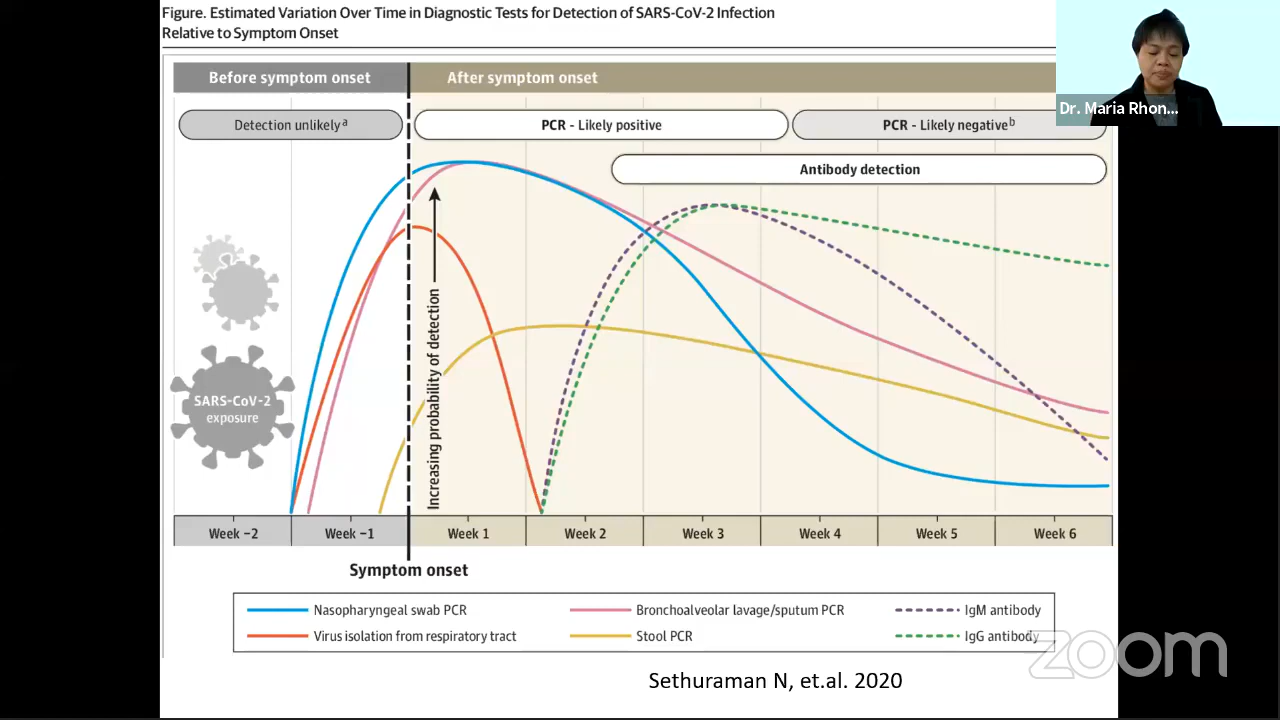 Figure. Estimated Variation Over Time in Diagnostic Tests for Detection of SARS-CoV-2 Infection
Relative to Symptom Onset
Dr. Maria Rhon...
Before symptom onset
After symptom onset
Detection unlikely a
PCR - Likely positive
PCR - Likely negative b
Antibody detection
SARS-CoV-2
exposure
Increasing probability of detection
Week −2
Week −1
Week 1
Week 2
Week 3
Week 4
Week 5
Week 6
Symptom onset
Nasopharyngeal swab PCR
Bronchoalveolar lavage/sputum PCR
IgM antibody
Virus isolation from respiratory tract
Stool PCR
IgG antibody
zoom
Sethuraman N, et.al. 2020